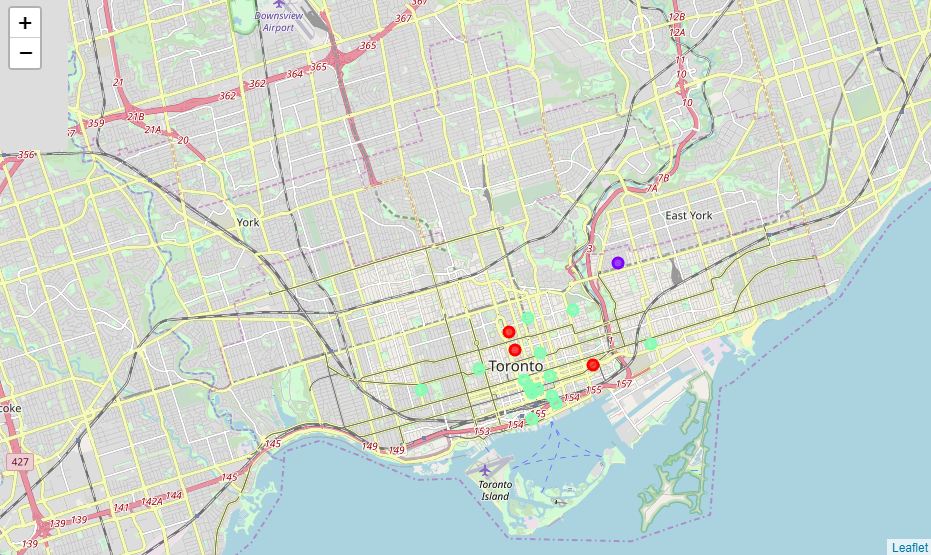 +
−
Downsview
Airport
367
367
365
365
364
362
362
21
21B
21A
20
359
356
12B
12A
11
10
10
7B
7A
3
1
York
East York
Toronto
157
155
154
155
154
153
149
149
145
145
144
142A
141
139
139
139
427
Toronto
Island
Leaflet